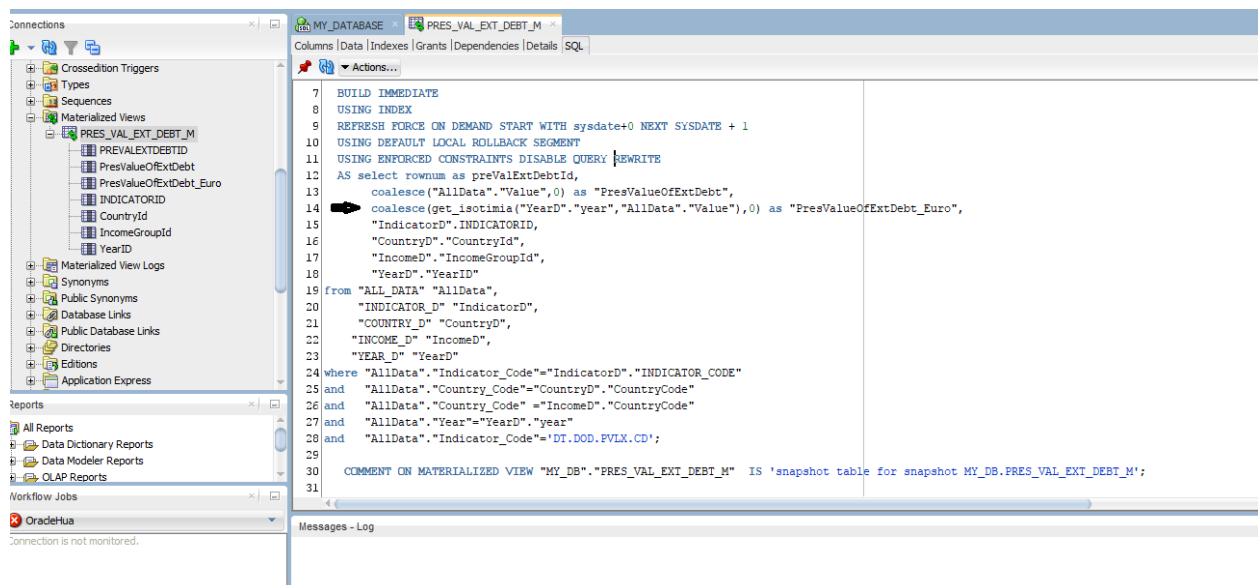 Connections
Crossedition Triggers
Types
Sequences
Materialized Views
PRES_VAL_EXT_DEBT_M
PREVALEXTDEBTID
PresValueOfExtDebt
PresValueOfExtDebt_Euro
INDICATORID
CountryId
IncomeGroupId
YearID
Materialized View Logs
Synonyms
Public Synonyms
Database Links
Public Database Links
Directories
Editions
Application Express
Reports
All Reports
Data Dictionary Reports
Data Modeler Reports
OLAP Reports
Workflow Jobs
OracleHua
Connection is not monitored.
MY_DATABASE PRES_VAL_EXT_DEBT_M
Columns | Data | Indexes | Grants | Dependencies | Details | SQL
Actions...
7 BUILD IMMEDIATE
8 USING INDEX
9 REFRESH FORCE ON DEMAND START WITH sysdate+0 NEXT SYSDATE + 1
10 USING DEFAULT LOCAL ROLLBACK SEGMENT
11 USING ENFORCED CONSTRAINTS DISABLE QUERY REWRITE
12 AS select rownum as preValExtDebtId,
13 coalesce("AllData"."Value",0) as "PresValueOfExtDebt",
14 coalesce(get_isotimia("YearD"."year","AllData"."Value"),0) as "PresValueOfExtDebt_Euro",
15 "IndicatorD".INDICATORID,
16 "CountryD"."CountryId",
17 "IncomeD"."IncomeGroupId",
18 "YearD"."YearID"
19 from "ALL_DATA" "AllData",
20 "INDICATOR_D" "IndicatorD",
21 "COUNTRY_D" "CountryD",
22 "INCOME_D" "IncomeD",
23 "YEAR_D" "YearD"
24 where "AllData"."Indicator_Code"="IndicatorD"."INDICATOR_CODE"
25 and "AllData"."Country_Code"="CountryD"."CountryCode"
26 and "AllData"."Country_Code" ="IncomeD"."CountryCode"
27 and "AllData"."Year"="YearD"."year"
28 and "AllData"."Indicator_Code"='DT.DOD.PVLX.CD';
29
30 COMMENT ON MATERIALIZED VIEW "MY_DB"."PRES_VAL_EXT_DEBT_M" IS 'snapshot table for snapshot MY_DB.PRES_VAL_EXT_DEBT_M';
31
Messages - Log